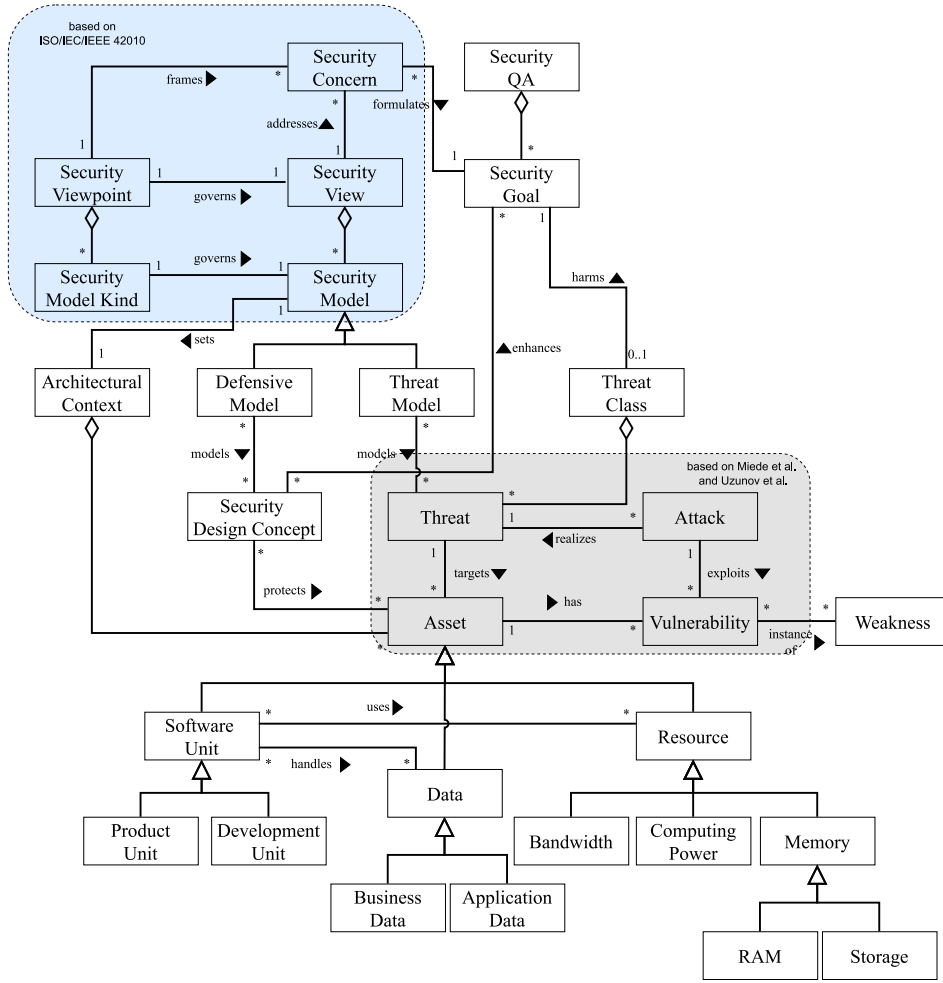 based on
ISO/IEC/IEEE 42010
Security
Concern
Security
QA
frames
*
*
*
formulates
addresses
1
1
1
*
Security
Viewpoint
1
1
governs
Security
View
Security
Goal
*
1
*
*
governs
1
1
harms
Security
Model Kind
Security
Model
1
sets
enhances
1
0..1
Architectural
Context
Defensive
Model
Threat
Model
Threat
Class
*
*
models
models
based on Miede et al.
and Uzunov et al.
*
*
*
*
Security
Design Concept
Threat
1
*
Attack
realizes
*
1
1
targets
exploits
protects
*
*
*
has
Asset
1
*
Vulnerability
*
*
Weakness
instance
of
*
Software
Unit
*
uses
*
Resource
*
handles
*
Data
Product
Unit
Development
Unit
Bandwidth
Computing
Power
Memory
Business
Data
Application
Data
RAM
Storage